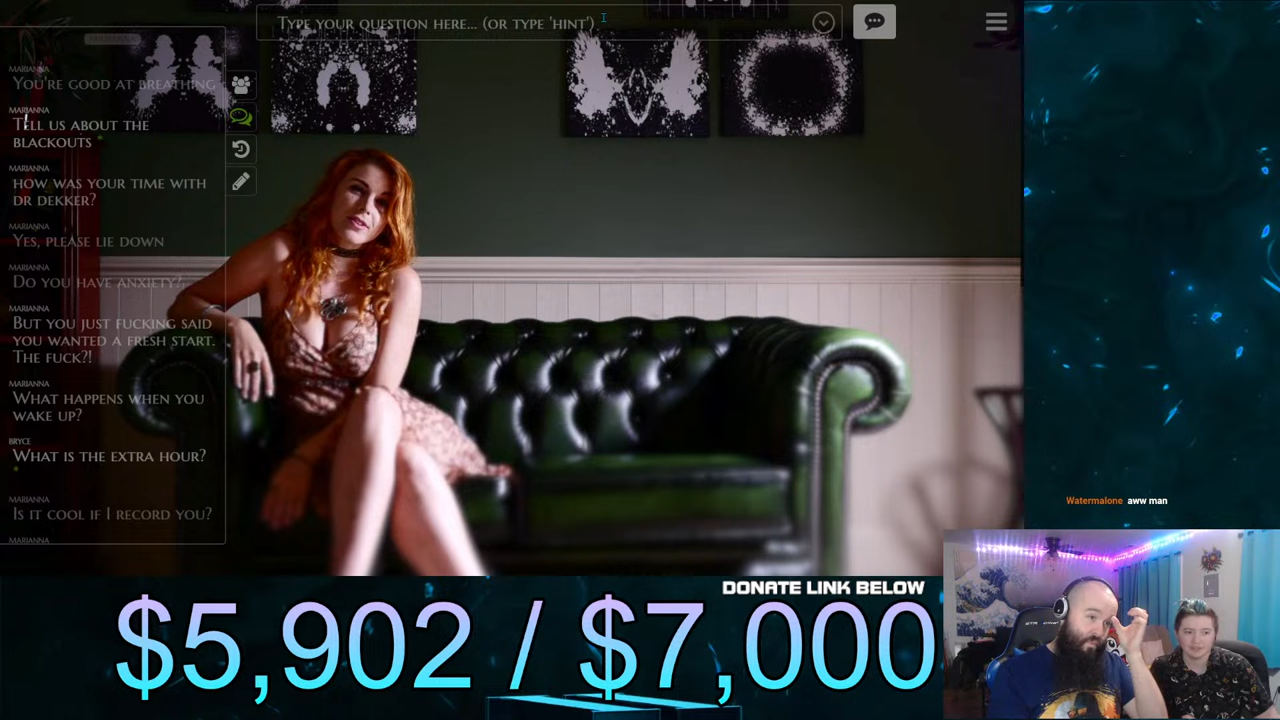 Type your question here... (or type 'hint')
MARIANNA
You're good at breathing
MARIANNA
Tell us about the
blackouts *
MARIANNA
how was your time with
Dr Dekker?
MARIANNA
Yes, please lie down
MARIANNA
Do you have anxiety?
MARIANNA
But you just fucking said
you wanted a fresh start.
The fuck?!
MARIANNA
What happens when you
wake up?
BRYCE
What is the extra hour?
*
MARIANNA
Is it cool if I record you?
MARIANNA
Watermalone aww man
DONATE LINK BELOW
$5,902 / $7,000